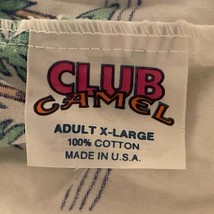 CLUB
CAMEL
ADULT X-LARGE
100% COTTON
MADE IN U.S.A.